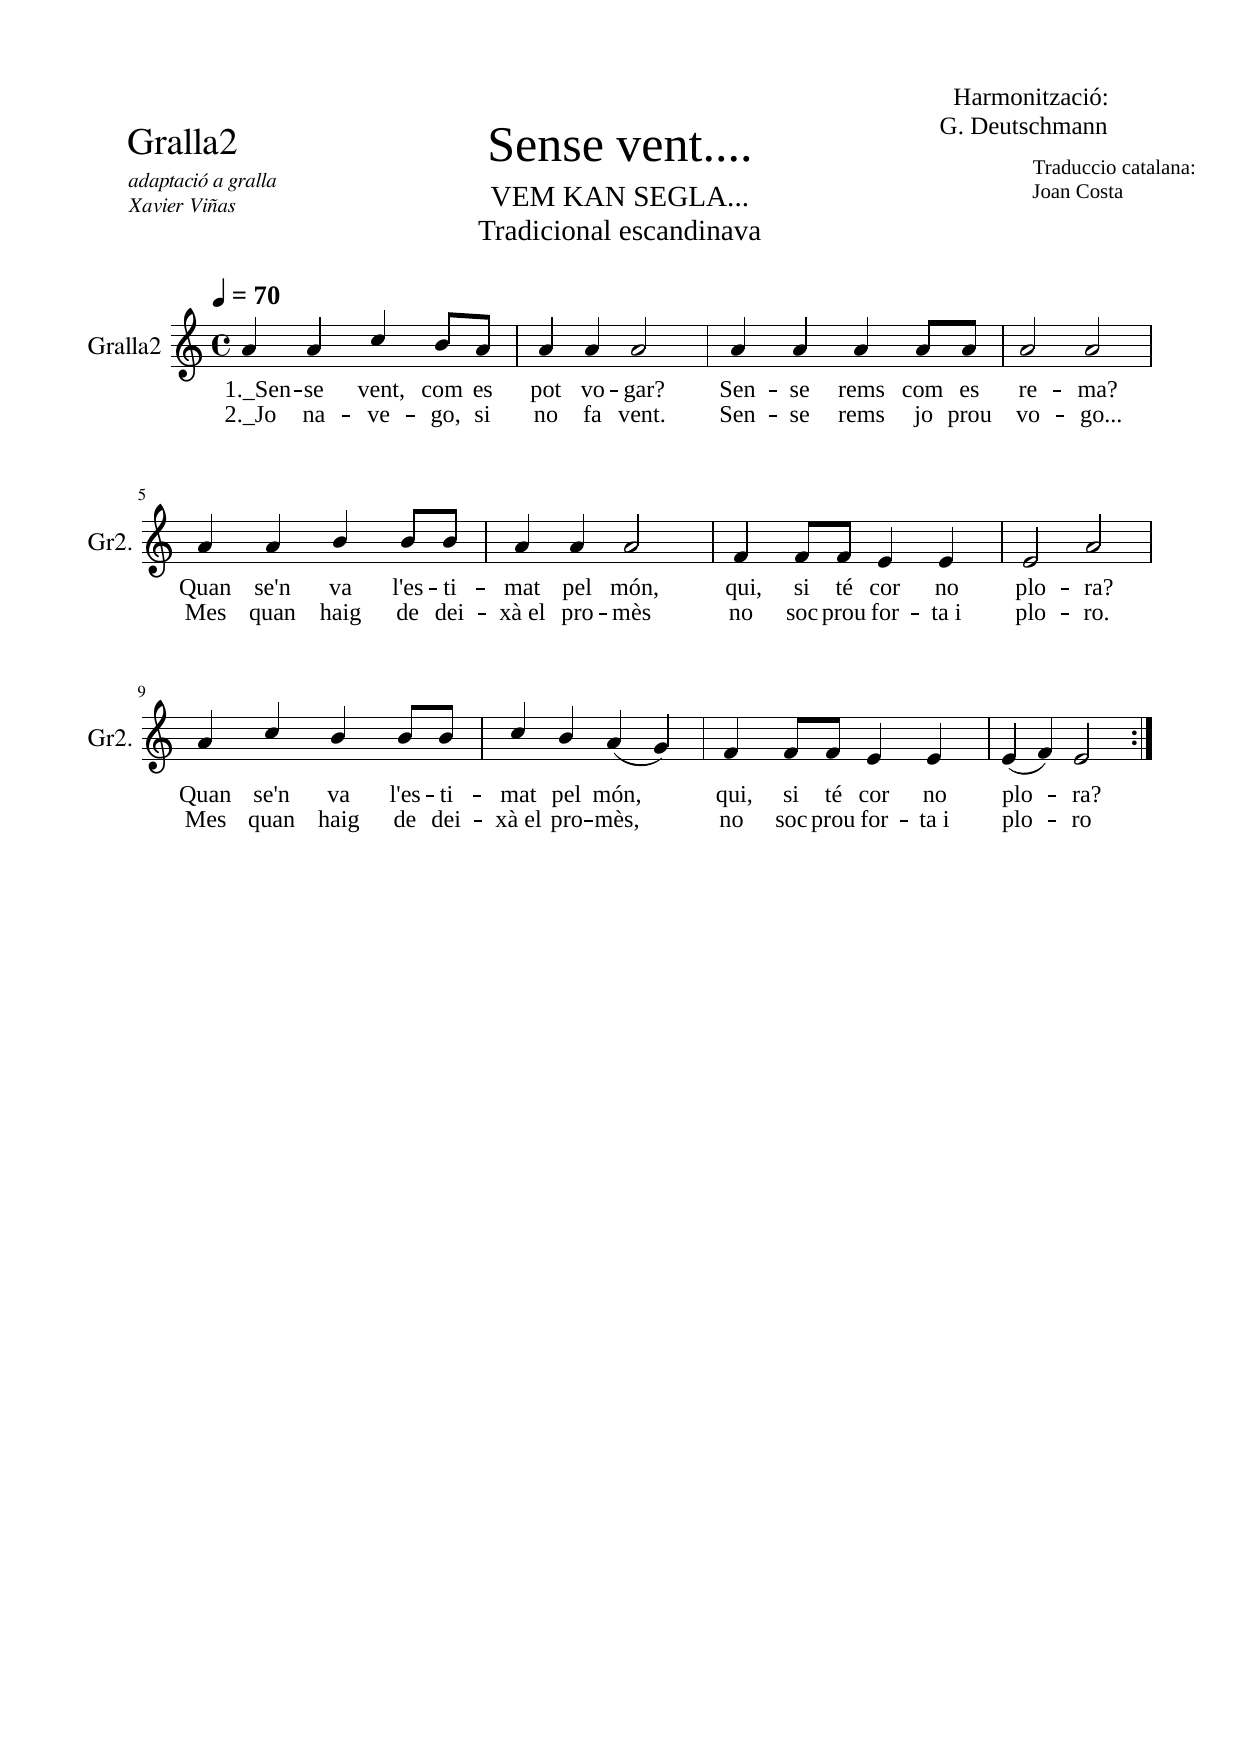 Harmonització:
G. Deutschmann
Gralla2
Sense vent....
Traduccio catalana:
Joan Costa
adaptació a gralla
Xavier Viñas
VEM KAN SEGLA...
Tradicional escandinava
= 70
Gralla2
1._Sen-se vent, com es pot vo-gar? Sen-se rems com es re-ma?
2._Jo na-ve-go, si no fa vent. Sen-se rems jo prou vo-go...
5
Gr2.
Quan se'n va l'es-ti-mat pel món, qui, si té cor no plo-ra?
Mes quan haig de dei-xà el pro-mès no soc prou for-ta i plo-ro.
9
Gr2.
Quan se'n va l'es-ti-mat pel món, qui, si té cor no plo-ra?
Mes quan haig de dei-xà el pro-mès, no soc prou for-ta i plo-ro